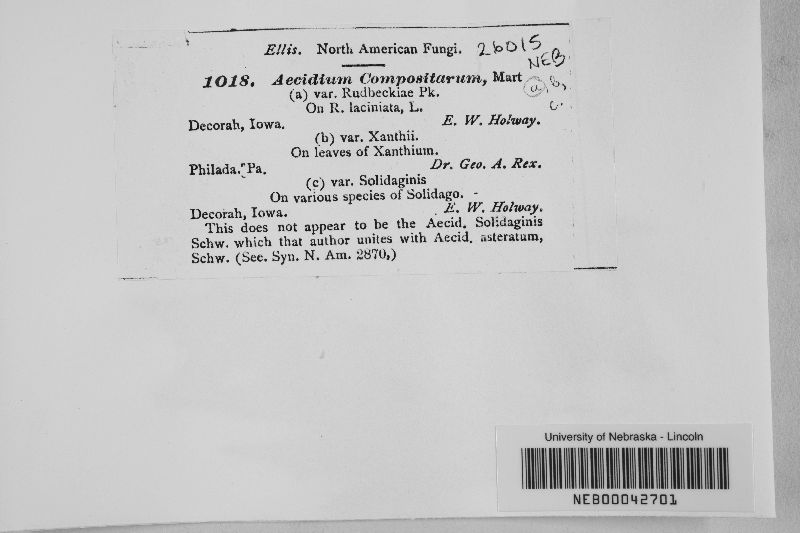 Ellis. North American Fungi. 26015
NEB
1018. Aecidium Compositarum, Mart
(a), b,
(a) var. Rudbeckiae Pk.
c.
On R. laciniata, L.
Decorah, Iowa. E. W. Holway.
(b) var. Xanthii.
On leaves of Xanthium.
Philada. Pa. Dr. Geo. A. Rex.
(c) var. Solidaginis
On various species of Solidago.
Decorah, Iowa. E. W. Holway.
This does not appear to be the Aecid. Solidaginis
Schw. which that author unites with Aecid. asteratum,
Schw. (See. Syn. N. Am. 2870,)
University of Nebraska - Lincoln
NEB00042701